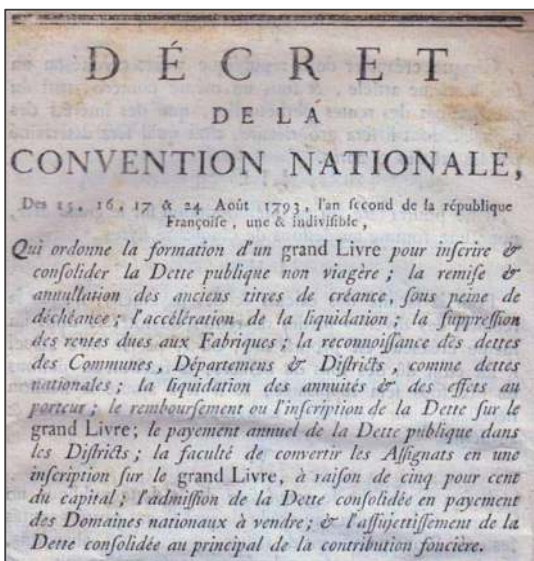 DÉCRET
DE LA
CONVENTION NATIONALE,
Des 15, 16, 17 & 24 Août 1793, l'an ſecond de la république
Françoiſe, une & indiviſible,
Qui ordonne la formation d'un grand Livre pour inſcrire &
conſolider la Dette publique non viagère; la remiſe &
annullation des anciens titres de créance, ſous peine de
déchéance; l'accélération de la liquidation; la ſuppreſſion
des rentes dues aux Fabriques; la reconnoiſſance des dettes
des Communes, Départemens & Diſtricts, comme dettes
nationales; la liquidation des annuités & des effets au
porteur; le rembourſement ou l'inſcription de la Dette ſur le
grand Livre; le payement annuel de la Dette publique dans
les Diſtricts; la faculté de convertir les Aſſignats en une
inſcription ſur le grand Livre, à raiſon de cinq pour cent
du capital; l'admiſſion de la Dette conſolidée en payement
des Domaines nationaux à vendre; & l'aſſujettiſſement de la
Dette conſolidée au principal de la contribution foncière.